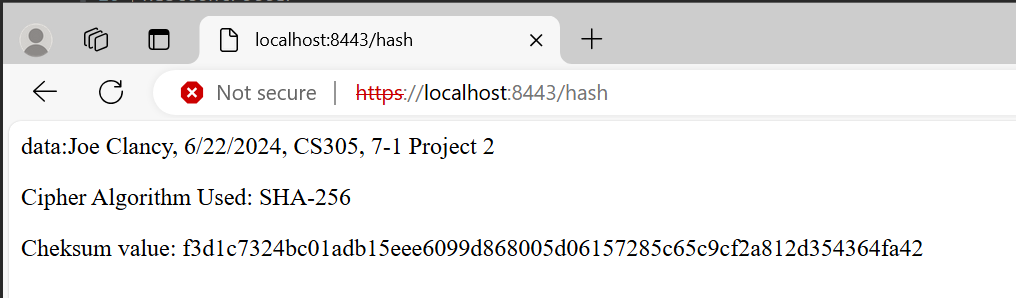 localhost:8443/hash
Not secure | https://localhost:8443/hash
data:Joe Clancy, 6/22/2024, CS305, 7-1 Project 2
Cipher Algorithm Used: SHA-256
Cheksum value: f3d1c7324bc01adb15eee6099d868005d06157285c65c9cf2a812d354364fa42